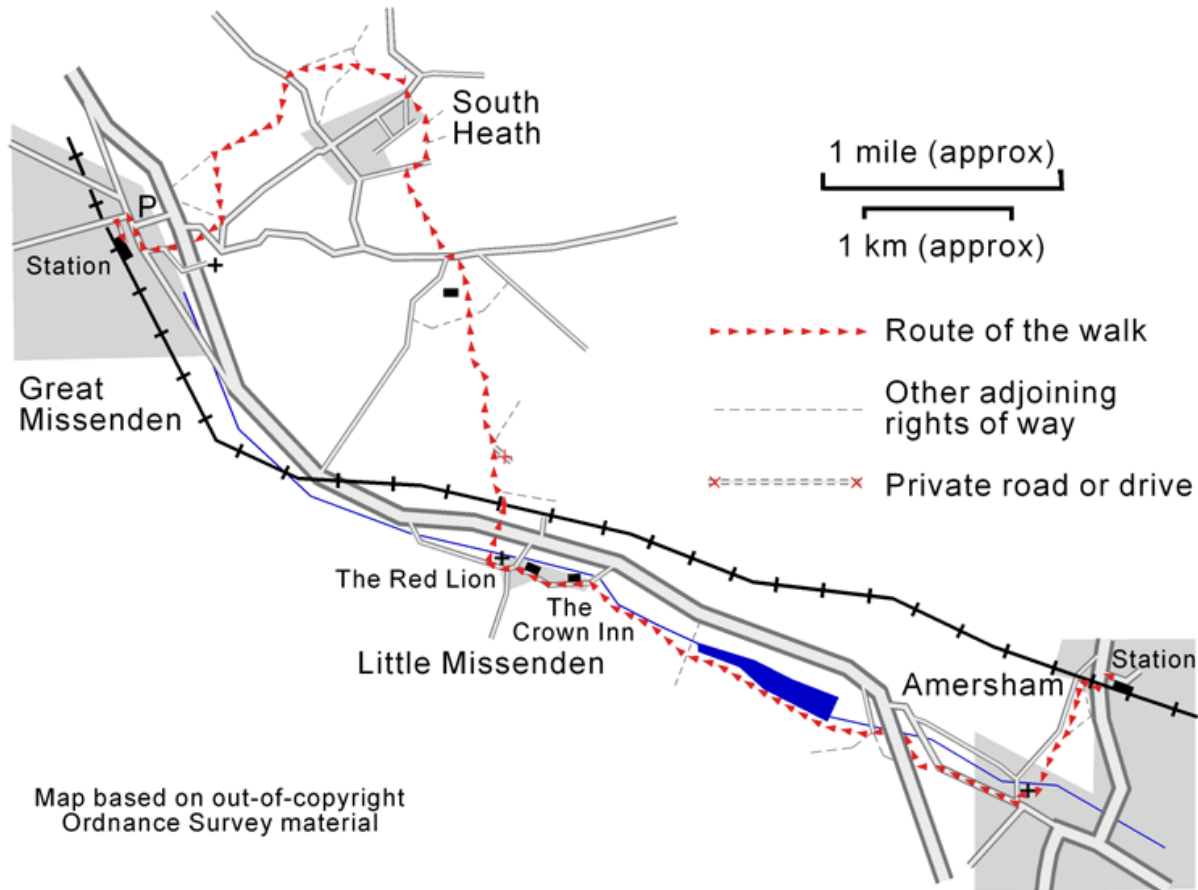 South
Heath
1 mile (approx)
1 km (approx)
P
Station
Route of the walk
Great
Missenden
Other adjoining
rights of way
Private road or drive
The Red Lion
The
Crown Inn
Little Missenden
Station
Amersham
Map based on out-of-copyright
Ordnance Survey material